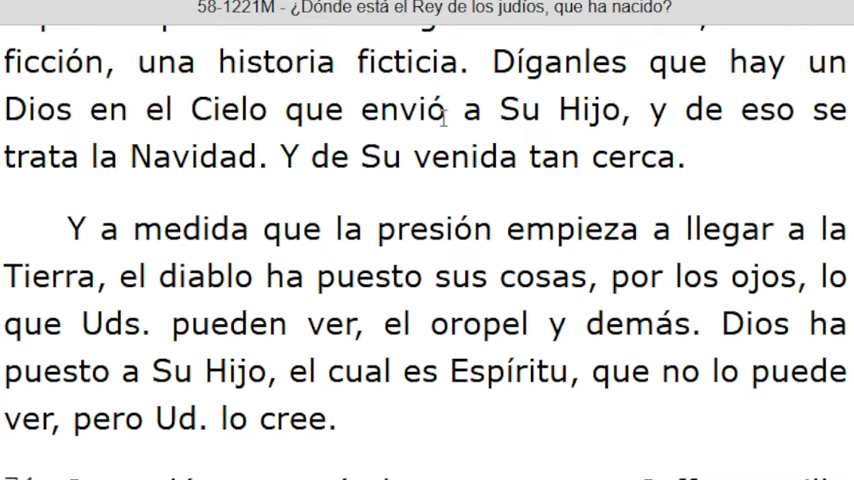 58-1221M - ¿Dónde está el Rey de los judíos, que ha nacido?
ficción, una historia ficticia. Díganles que hay un
Dios en el Cielo que envió a Su Hijo, y de eso se
trata la Navidad. Y de Su venida tan cerca.
Y a medida que la presión empieza a llegar a la
Tierra, el diablo ha puesto sus cosas, por los ojos, lo
que Uds. pueden ver, el oropel y demás. Dios ha
puesto a Su Hijo, el cual es Espíritu, que no lo puede
ver, pero Ud. lo cree.